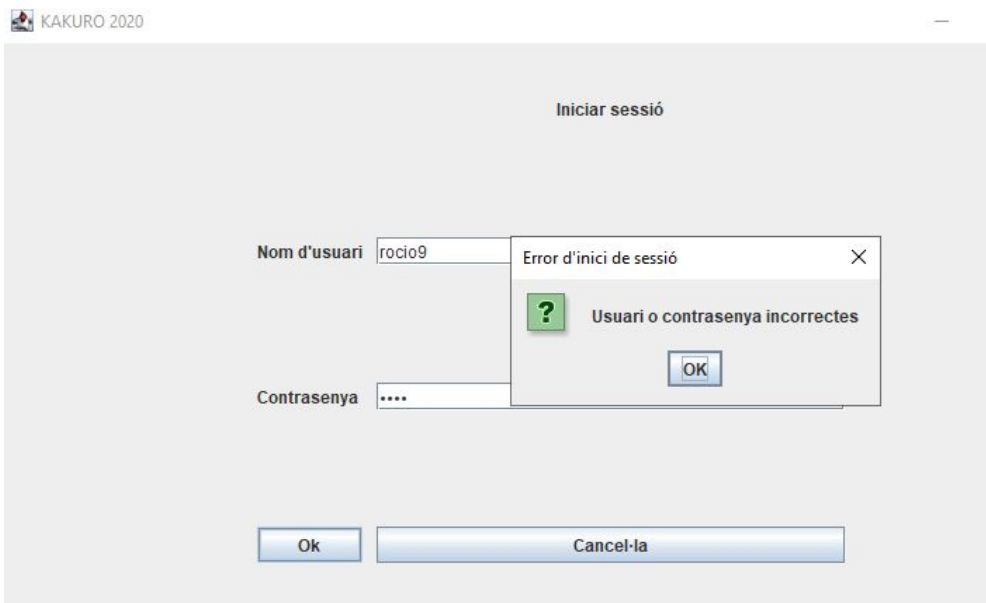 KAKURO 2020
Iniciar sessió
Nom d'usuari rocio9
Error d'inici de sessió
? Usuari o contrasenya incorrectes
OK
Contrasenya ••••
Ok Cancel·la